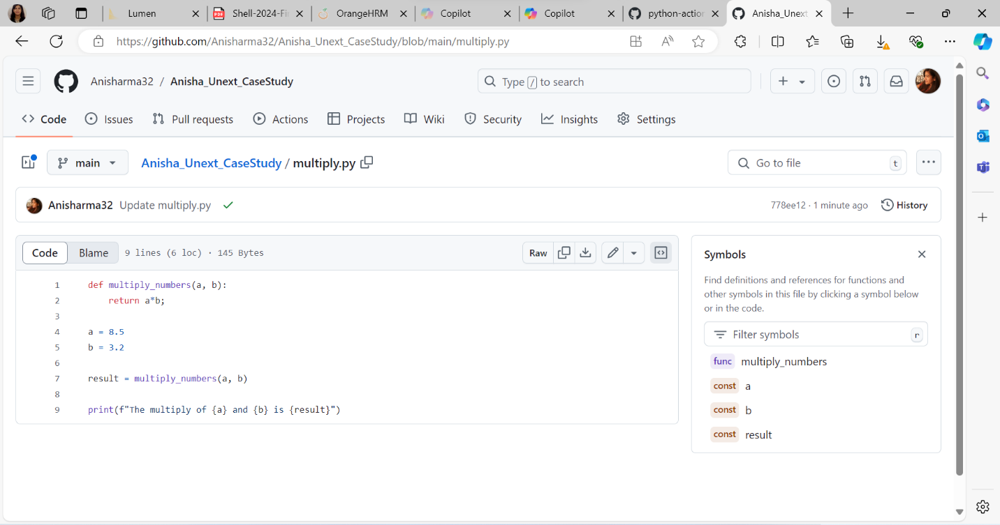 Lumen
Shell-2024-Fi
OrangeHRM
Copilot
Copilot
python-action
Anisha_Unext
https://github.com/Anisharma32/Anisha_Unext_CaseStudy/blob/main/multiply.py
Anisharma32 / Anisha_Unext_CaseStudy
Type / to search
Code Issues Pull requests Actions Projects Wiki Insights Security Settings
main
Anisha_Unext_CaseStudy / multiply.py
Go to file t
Anisharma32 Update multiply.py
778ee12 · 1 minute ago History
Code Blame 9 lines (6 loc) · 145 Bytes
Raw
1 def multiply_numbers(a, b):
2 return a*b;
3
4 a = 8.5
5 b = 3.2
6
7 result = multiply_numbers(a, b)
8
9 print(f"The multiply of {a} and {b} is {result}")
Symbols
Find definitions and references for functions and
other symbols in this file by clicking a symbol below
or in the code.
Filter symbols r
func multiply_numbers
const a
const b
const result